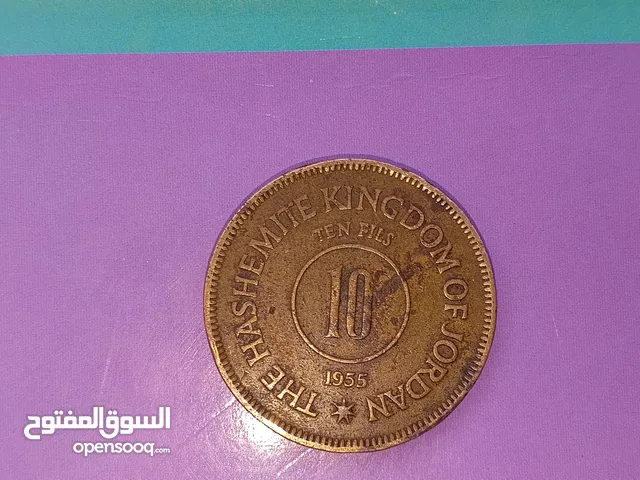 THE HASHEMITE KINGDOM OF JORDAN
TEN FILS
10
1955
السوق المفتوح
opensooq.com